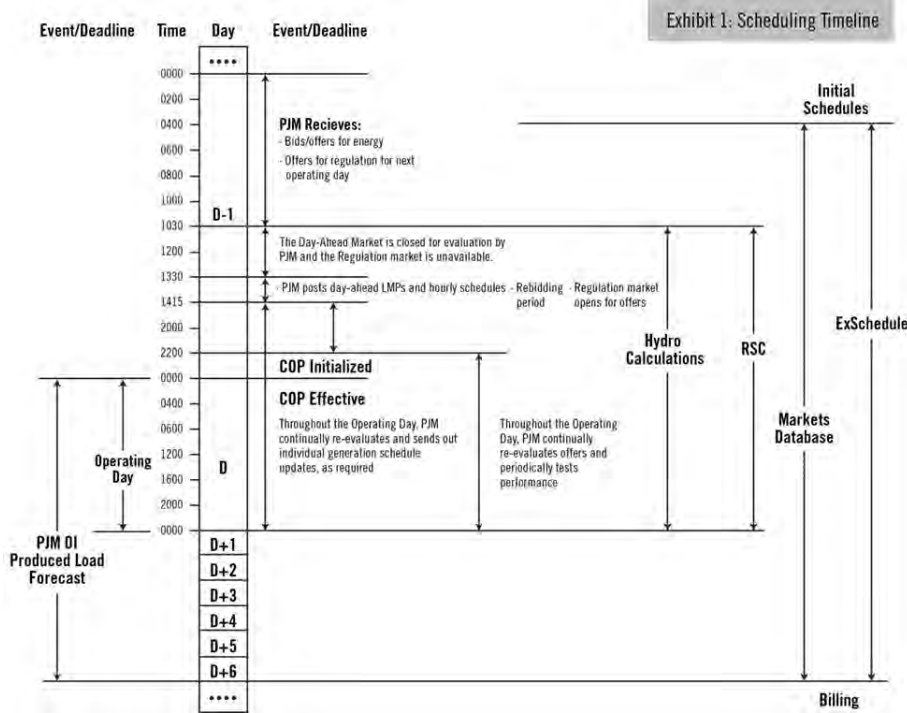 Exhibit 1: Scheduling Timeline
Event/Deadline Time Day Event/Deadline
••••
0000
0200
0400
0600
0800
1000
1030
1200
1330
1415
2000
2200
0000
0400
0600
1200
1600
2000
0000
D-1
D
D+1
D+2
D+3
D+4
D+5
D+6
••••
PJM Recieves:
- Bids/offers for energy
- Offers for regulation for next
operating day
The Day-Ahead Market is closed for evaluation by
PJM and the Regulation market is unavailable.
- PJM posts day-ahead LMPs and hourly schedules
- Rebidding
period
- Regulation market
opens for offers
COP Initialized
COP Effective
Throughout the Operating Day, PJM
continually re-evaluates and sends out
individual generation schedule
updates, as required
Throughout the Operating
Day, PJM continually
re-evaluates offers and
periodically tests
performance
Operating
Day
PJM OI
Produced Load
Forecast
Hydro
Calculations
RSC
Initial
Schedules
Markets
Database
ExSchedule
Billing